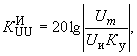 K^И_UU = 20lg|U_m / (U_и K_у)|,